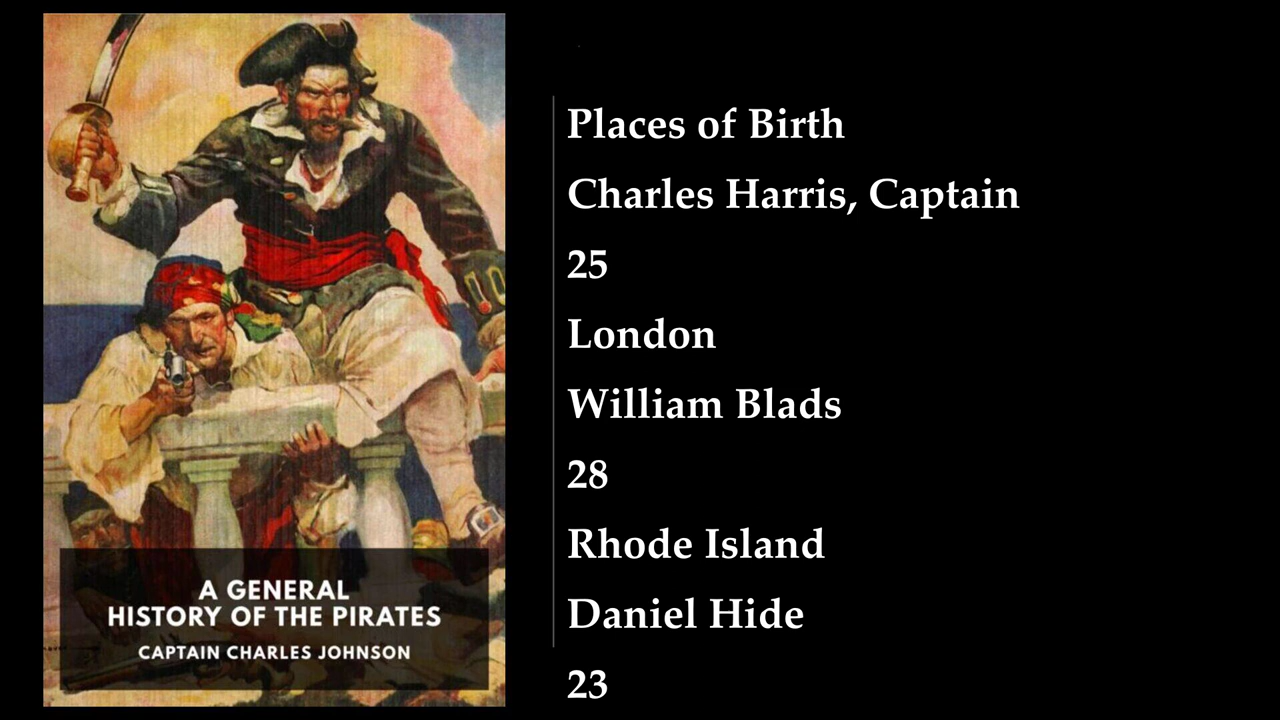 A GENERAL
HISTORY OF THE PIRATES
CAPTAIN CHARLES JOHNSON
Places of Birth
Charles Harris, Captain
25
London
William Blads
28
Rhode Island
Daniel Hide
23